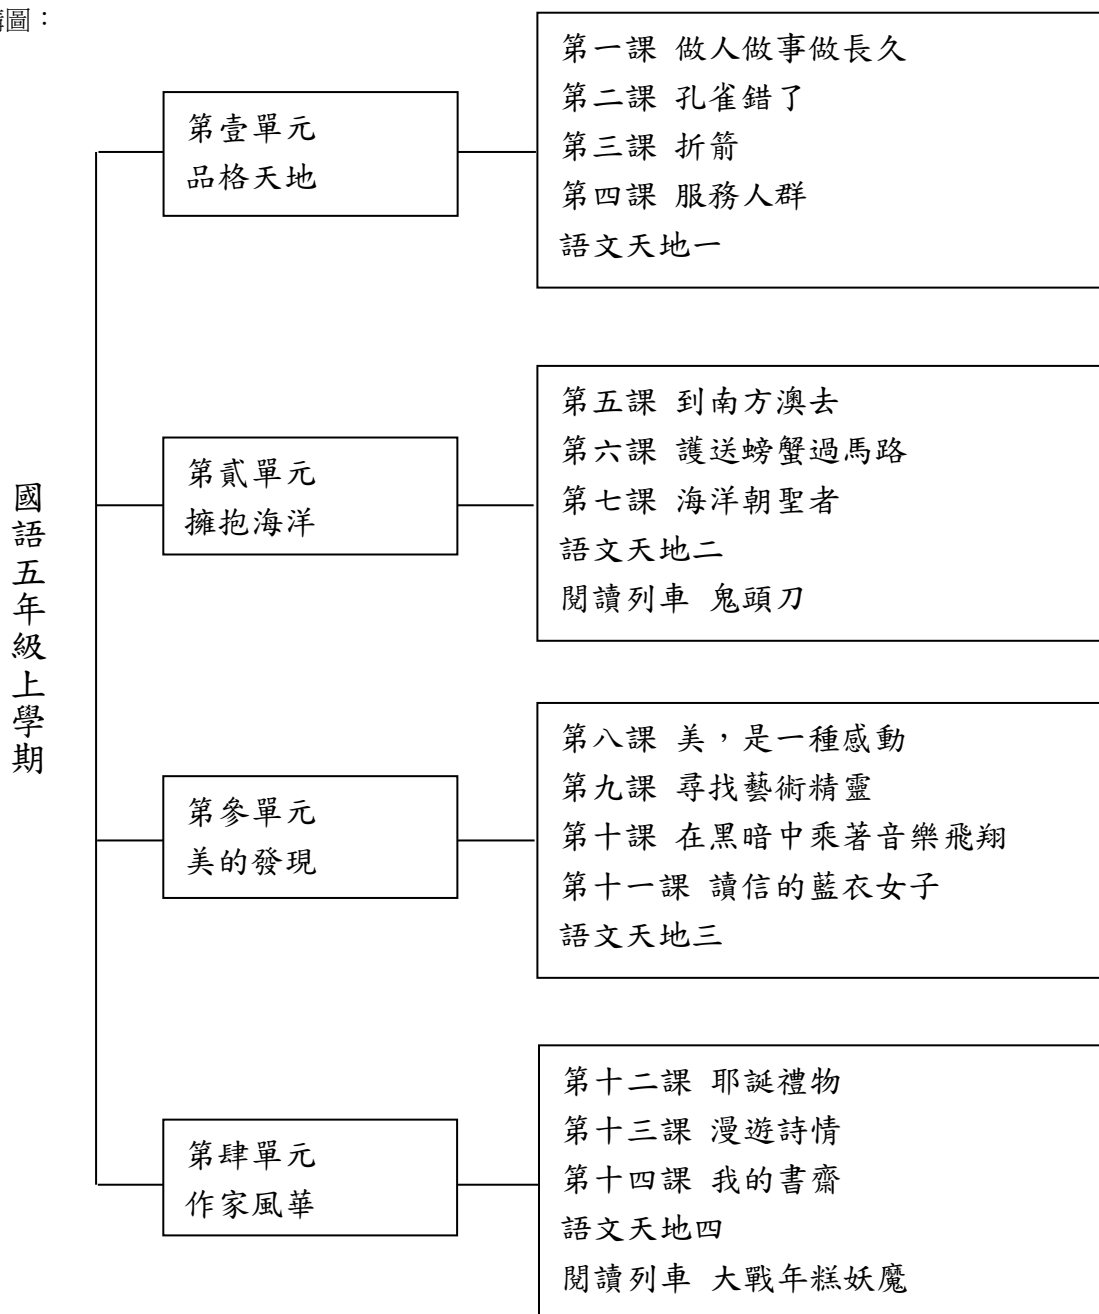 構圖：
國語五年級上學期
第壹單元
品格天地
第一課 做人做事做長久
第二課 孔雀錯了
第三課 折箭
第四課 服務人群
語文天地一
第貳單元
擁抱海洋
第五課 到南方澳去
第六課 護送螃蟹過馬路
第七課 海洋朝聖者
語文天地二
閱讀列車 鬼頭刀
第參單元
美的發現
第八課 美，是一種感動
第九課 尋找藝術精靈
第十課 在黑暗中乘著音樂飛翔
第十一課 讀信的藍衣女子
語文天地三
第肆單元
作家風華
第十二課 耶誕禮物
第十三課 漫遊詩情
第十四課 我的書齋
語文天地四
閱讀列車 大戰年糕妖魔